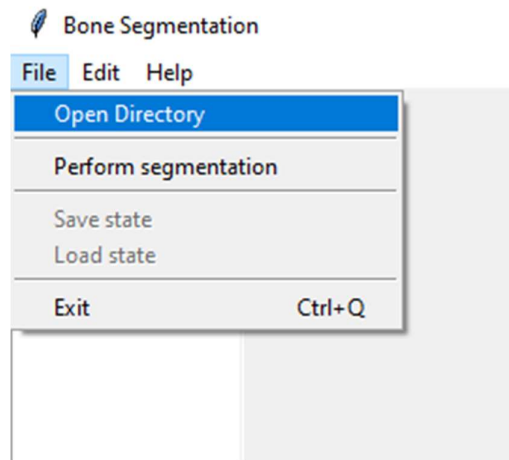 Bone Segmentation
File Edit Help
Open Directory
Perform segmentation
Save state
Load state
Exit Ctrl+Q